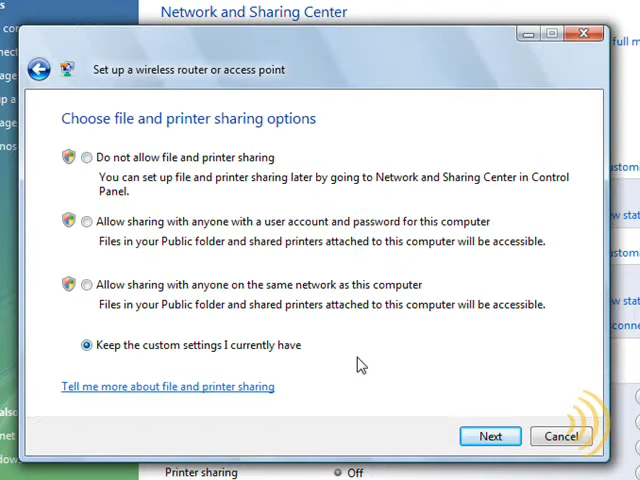 Network and Sharing Center
full m
Set up a wireless router or access point
Choose file and printer sharing options
Do not allow file and printer sharing
You can set up file and printer sharing later by going to Network and Sharing Center in Control
Panel.
Allow sharing with anyone with a user account and password for this computer
Files in your Public folder and shared printers attached to this computer will be accessible.
Allow sharing with anyone on the same network as this computer
Files in your Public folder and shared printers attached to this computer will be accessible.
Keep the custom settings I currently have
Tell me more about file and printer sharing
Next
Cancel
Printer sharing
Off